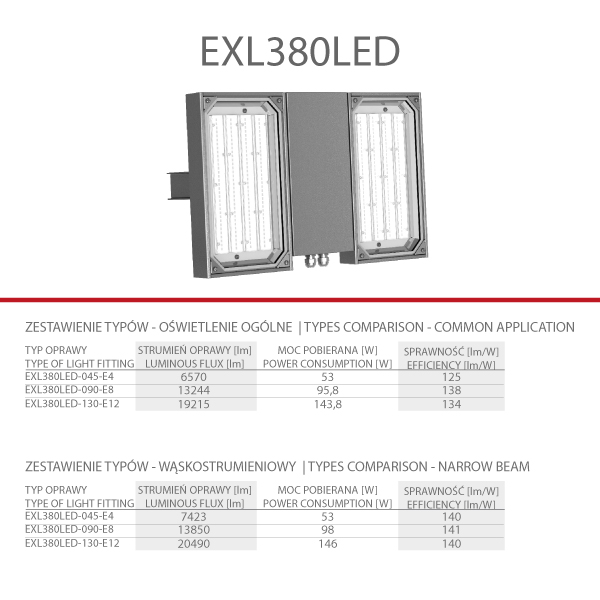 EXL380LED
ZESTAWIENIE TYPÓW - OŚWIETLENIE OGÓLNE | TYPES COMPARISON - COMMON APPLICATION
TYP OPRAWY STRUMIEŃ OPRAWY [lm] MOC POBIERANA [W] SPRAWNOŚĆ [lm/W]
TYPE OF LIGHT FITTING LUMINOUS FLUX [lm] POWER CONSUMPTION [W] EFFICIENCY [lm/W]
EXL380LED-045-E4 6570 53 125
EXL380LED-090-E8 13244 95,8 138
EXL380LED-130-E12 19215 143,8 134
ZESTAWIENIE TYPÓW - WĄSKOSTRUMIENIOWY | TYPES COMPARISON - NARROW BEAM
TYP OPRAWY STRUMIEŃ OPRAWY [lm] MOC POBIERANA [W] SPRAWNOŚĆ [lm/W]
TYPE OF LIGHT FITTING LUMINOUS FLUX [lm] POWER CONSUMPTION [W] EFFICIENCY [lm/W]
EXL380LED-045-E4 7423 53 140
EXL380LED-090-E8 13850 98 141
EXL380LED-130-E12 20490 146 140